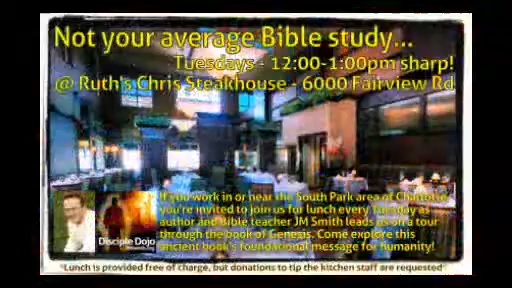 Not your average Bible study...
Tuesdays - 12:00-1:00pm sharp!
@ Ruth's Chris Steakhouse - 6000 Fairview Rd
If you work in or near the South Park area of Charlotte
you're invited to join us for lunch every Tuesday as
author and Bible teacher JM Smith leads us on a tour
through the book of Genesis. Come explore this
ancient book's foundational message for humanity!
Disciple Dojo
*Lunch is provided free of charge, but donations to tip the kitchen staff are requested*